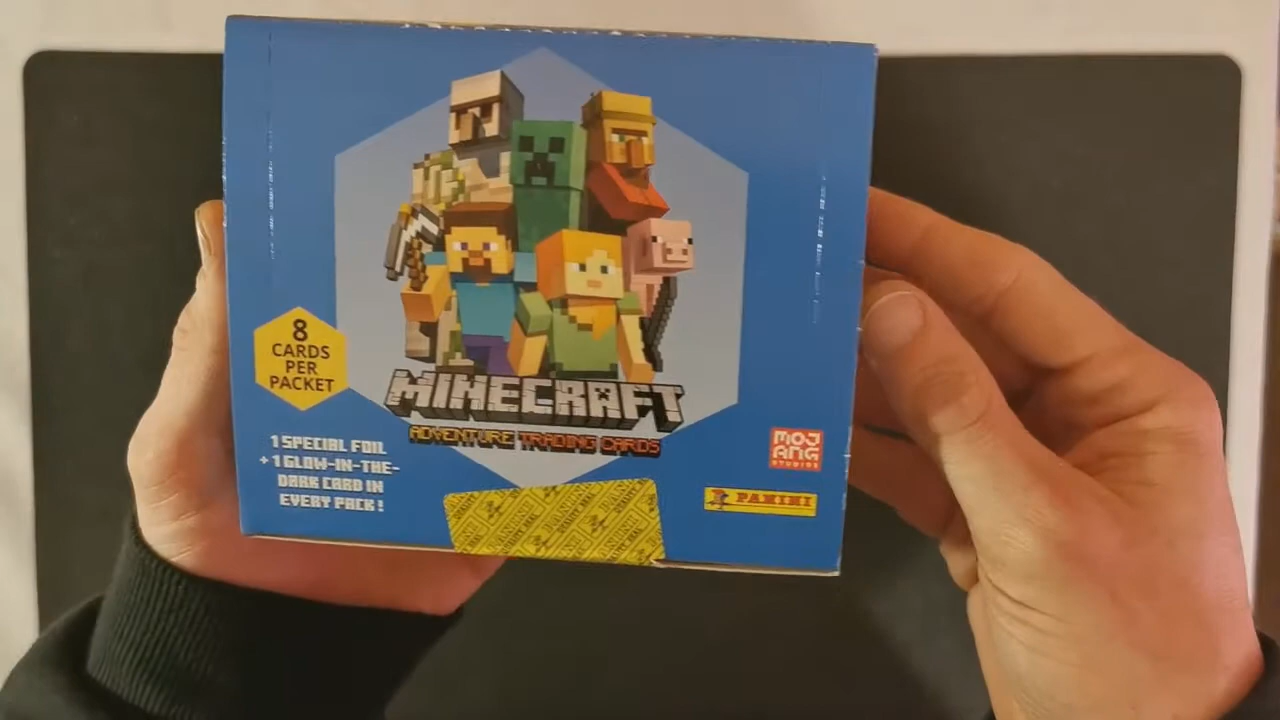 8
CARDS
PER
PACKET
MINECRAFT
ADVENTURE TRADING CARDS
1 SPECIAL FOIL
+ 1 GLOW-IN-THE-
DARK CARD IN
EVERY PACK!
MOJ
ANG
STUDIOS
PANINI